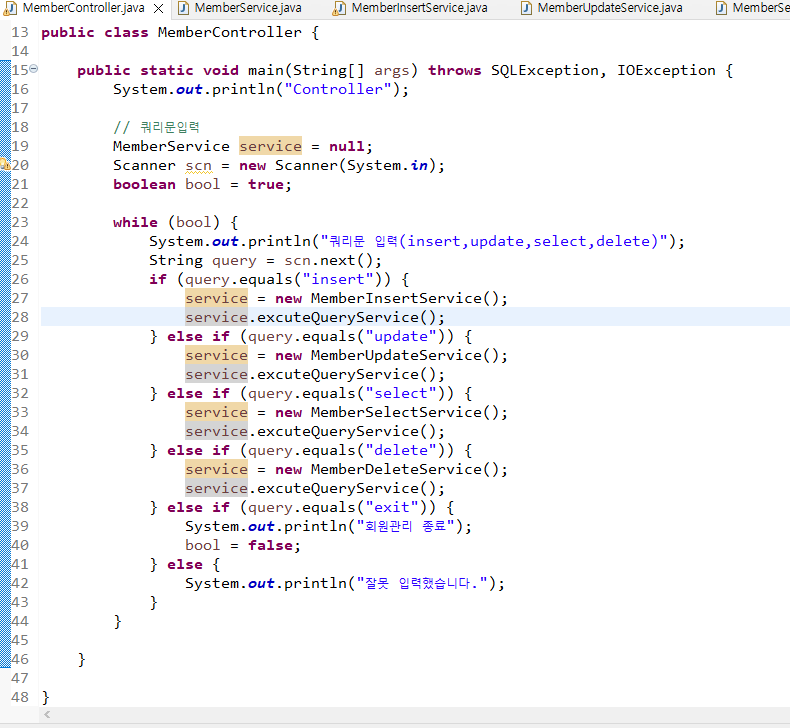 MemberController.java MemberService.java MemberInsertService.java MemberUpdateService.java MemberSe
13 public class MemberController {
14
15 public static void main(String[] args) throws SQLException, IOException {
16 System.out.println("Controller");
17
18 // 쿼리문입력
19 MemberService service = null;
20 Scanner scn = new Scanner(System.in);
21 boolean bool = true;
22
23 while (bool) {
24 System.out.println("쿼리문 입력(insert,update,select,delete)");
25 String query = scn.next();
26 if (query.equals("insert")) {
27 service = new MemberInsertService();
28 service.excuteQueryService();
29 } else if (query.equals("update")) {
30 service = new MemberUpdateService();
31 service.excuteQueryService();
32 } else if (query.equals("select")) {
33 service = new MemberSelectService();
34 service.excuteQueryService();
35 } else if (query.equals("delete")) {
36 service = new MemberDeleteService();
37 service.excuteQueryService();
38 } else if (query.equals("exit")) {
39 System.out.println("회원관리 종료");
40 bool = false;
41 } else {
42 System.out.println("잘못 입력했습니다.");
43 }
44 }
45
46 }
47
48 }